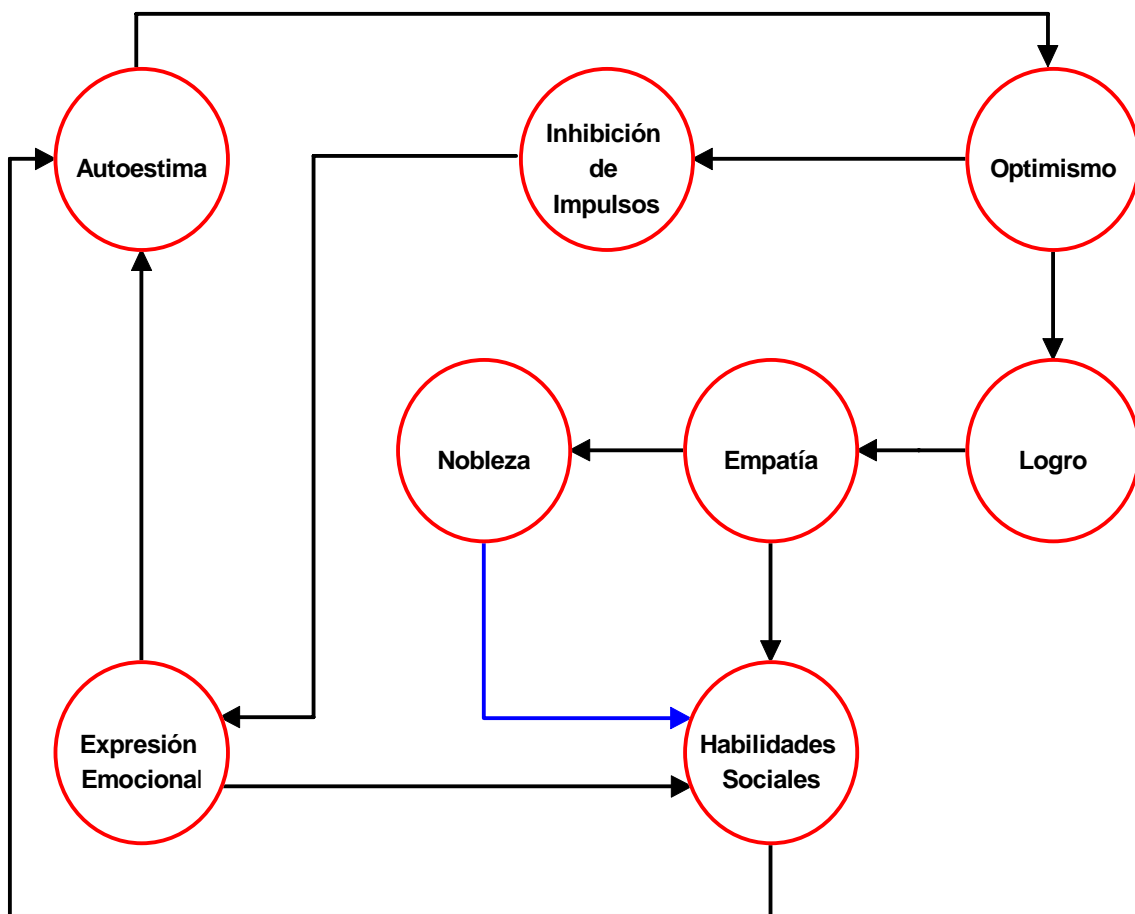 Autoestima
Inhibición
de
Impulsos
Optimismo
Nobleza
Empatía
Logro
Expresión
Emocional
Habilidades
Sociales